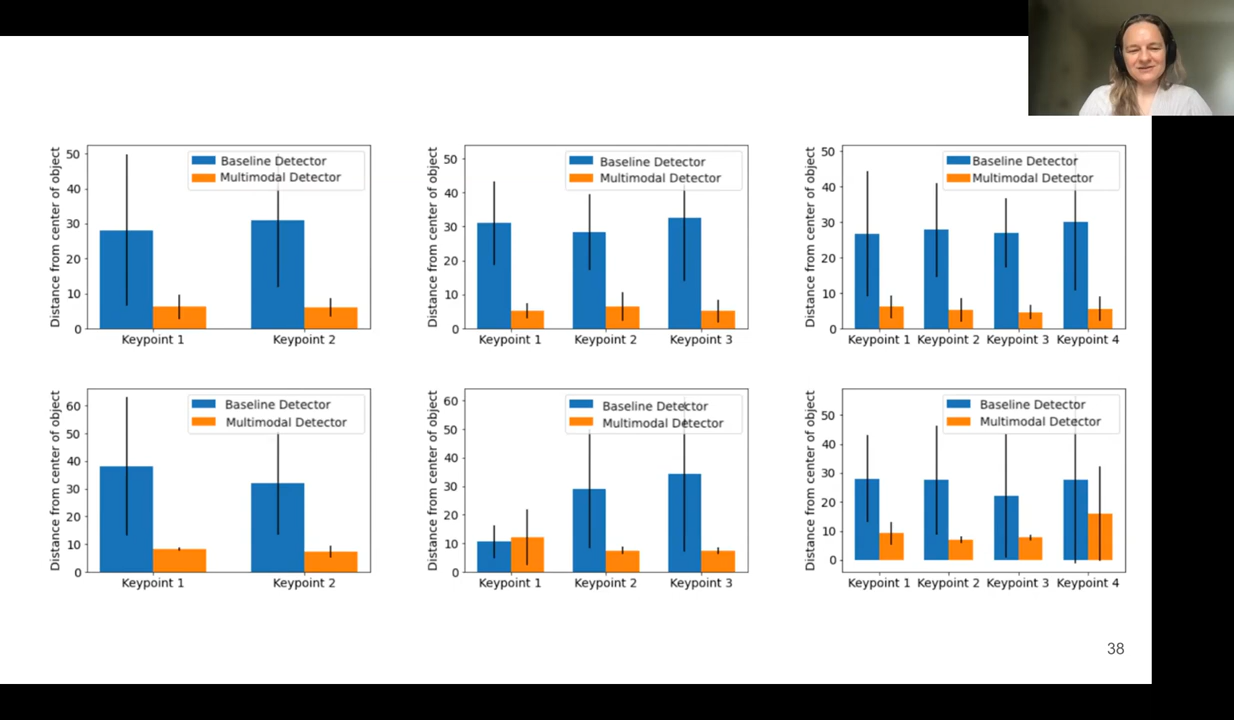 Distance from center of object
50
40
30
20
10
0
Baseline Detector
Multimodal Detector
Keypoint 1 Keypoint 2
Distance from center of object
50
40
30
20
10
0
Baseline Detector
Multimodal Detector
Keypoint 1 Keypoint 2 Keypoint 3
Distance from center of object
50
40
30
20
10
0
Baseline Detector
Multimodal Detector
Keypoint 1 Keypoint 2 Keypoint 3 Keypoint 4
Distance from center of object
60
50
40
30
20
10
0
Baseline Detector
Multimodal Detector
Keypoint 1 Keypoint 2
Distance from center of object
60
50
40
30
20
10
0
Baseline Detector
Multimodal Detector
Keypoint 1 Keypoint 2 Keypoint 3
Distance from center of object
50
40
30
20
10
0
Baseline Detector
Multimodal Detector
Keypoint 1 Keypoint 2 Keypoint 3 Keypoint 4
38